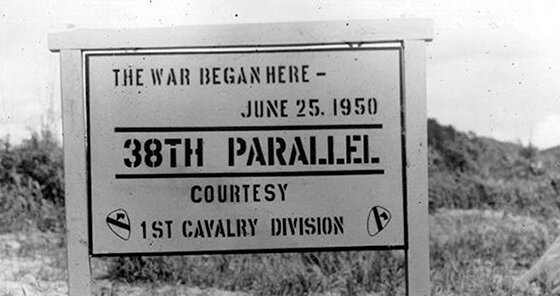 THE WAR BEGAN HERE –
JUNE 25, 1950
38TH PARALLEL
COURTESY
1ST CAVALRY DIVISION